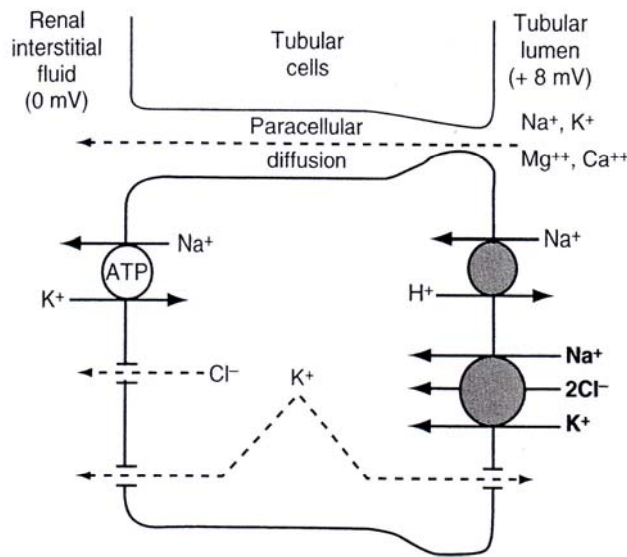 Renal
interstitial
fluid
(0 mV)
Tubular
cells
Tubular
lumen
(+ 8 mV)
Paracellular
diffusion
Na⁺, K⁺
Mg⁺⁺, Ca⁺⁺
Na⁺
ATP
K⁺
Cl⁻
K⁺
Na⁺
H⁺
Na⁺
2Cl⁻
K⁺